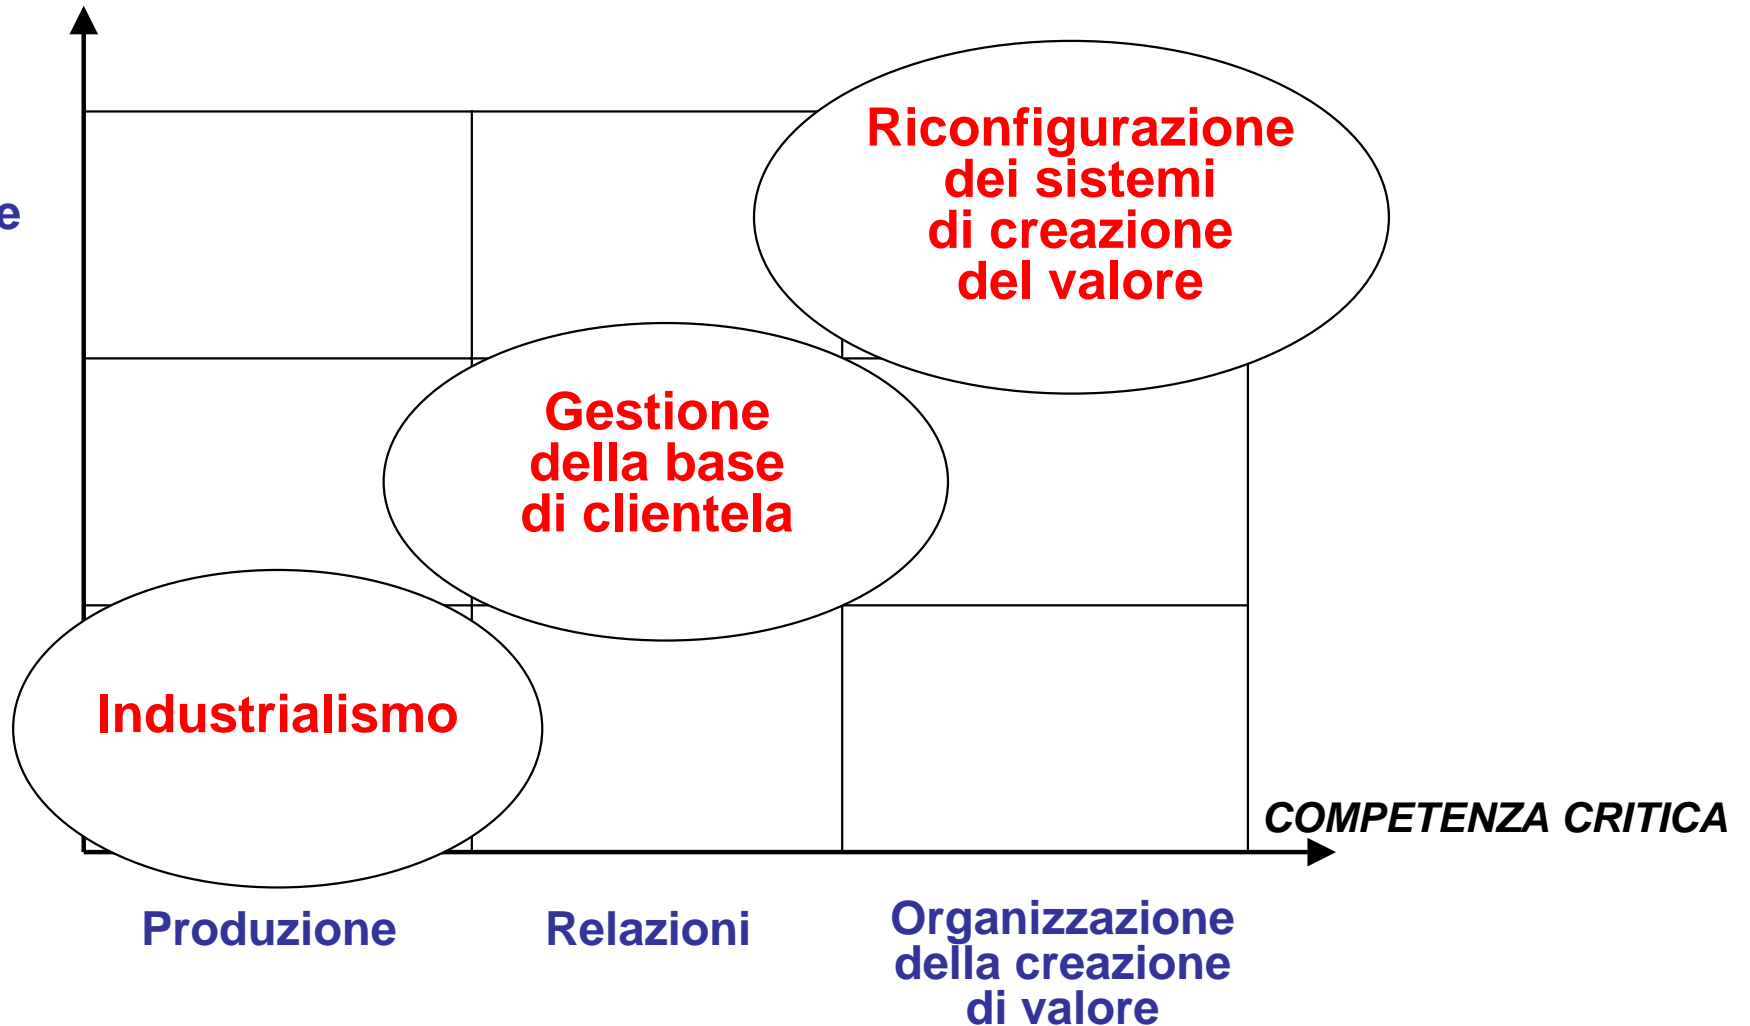 Riconfigurazione
dei sistemi
di creazione
del valore
e
Gestione
della base
di clientela
Industrialismo
COMPETENZA CRITICA
Produzione
Relazioni
Organizzazione
della creazione
di valore